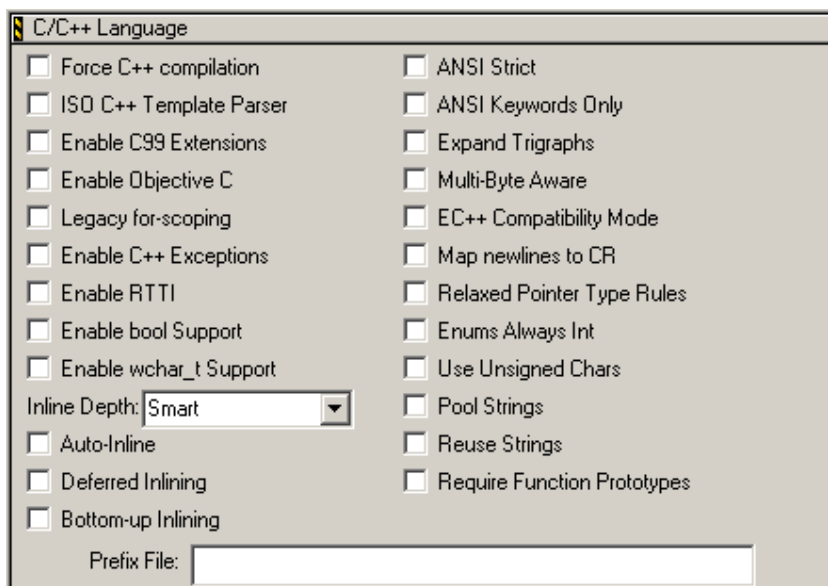 C/C++ Language
Force C++ compilation
ISO C++ Template Parser
Enable C99 Extensions
Enable Objective C
Legacy for-scoping
Enable C++ Exceptions
Enable RTTI
Enable bool Support
Enable wchar_t Support
Inline Depth: Smart
Auto-Inline
Deferred Inlining
Bottom-up Inlining
ANSI Strict
ANSI Keywords Only
Expand Trigraphs
Multi-Byte Aware
EC++ Compatibility Mode
Map newlines to CR
Relaxed Pointer Type Rules
Enums Always Int
Use Unsigned Chars
Pool Strings
Reuse Strings
Require Function Prototypes
Prefix File: